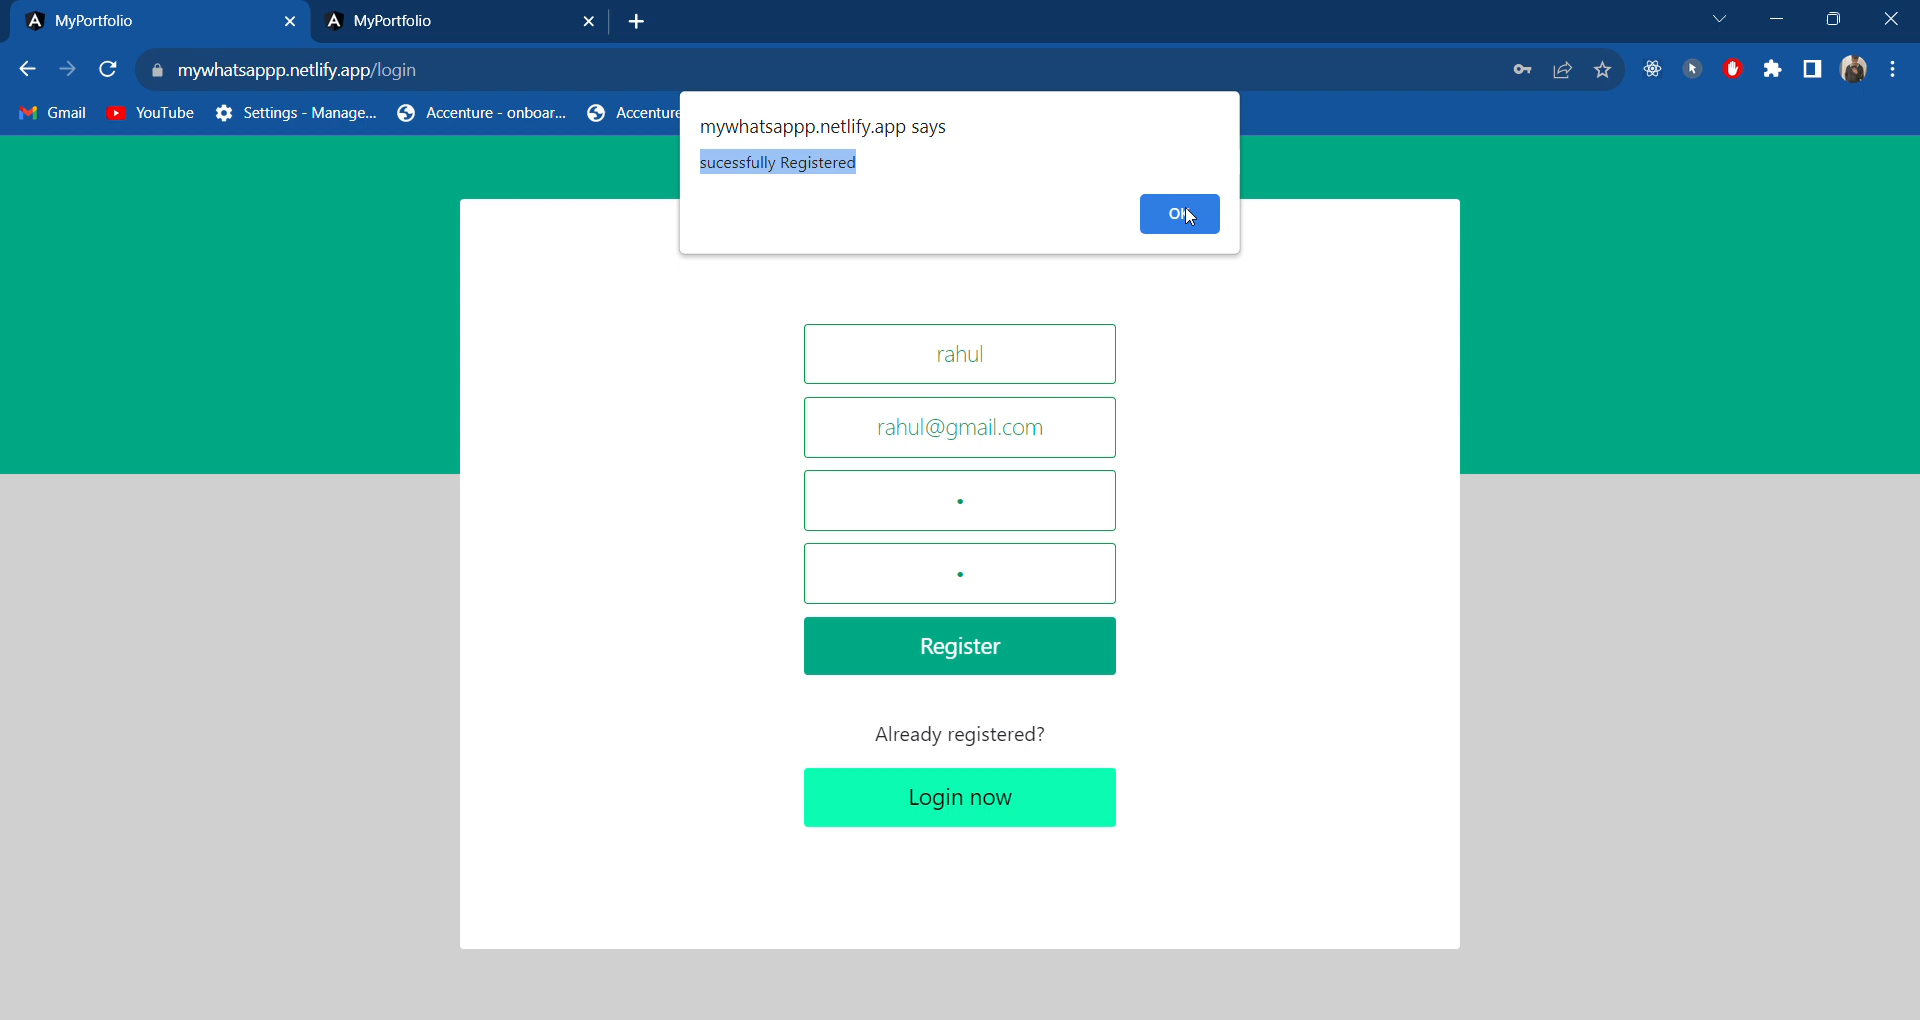 MyPortfolio
MyPortfolio
mywhatsappp.netlify.app/login
Gmail
YouTube
Settings - Manage...
Accenture - onboar...
Accenture
mywhatsappp.netlify.app says
sucessfully Registered
OK
rahul
rahul@gmail.com
Register
Already registered?
Login now